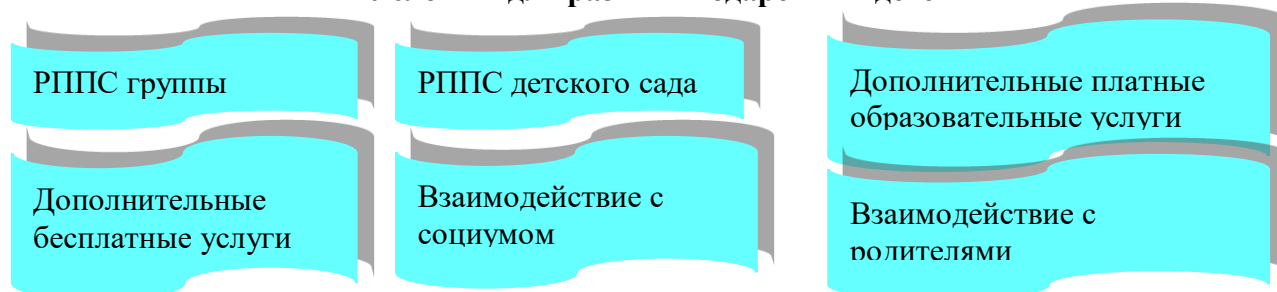 РППС группы
РППС детского сада
Дополнительные платные
образовательные услуги
Дополнительные
бесплатные услуги
Взаимодействие с
социумом
Взаимодействие с
родителями